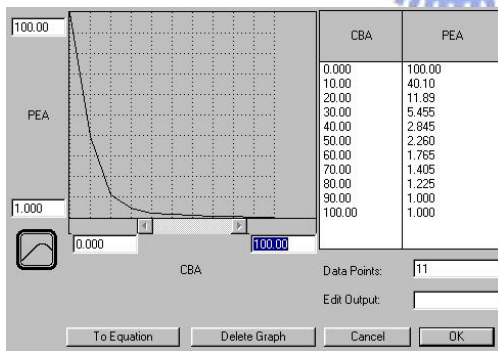 100.00
PEA
1.000
0.000
100.00
CBA
CBA PEA
0.000 100.00
10.00 40.10
20.00 11.89
30.00 5.455
40.00 2.845
50.00 2.260
60.00 1.765
70.00 1.405
80.00 1.225
90.00 1.000
100.00 1.000
Data Points: 11
Edit Output:
To Equation Delete Graph Cancel OK